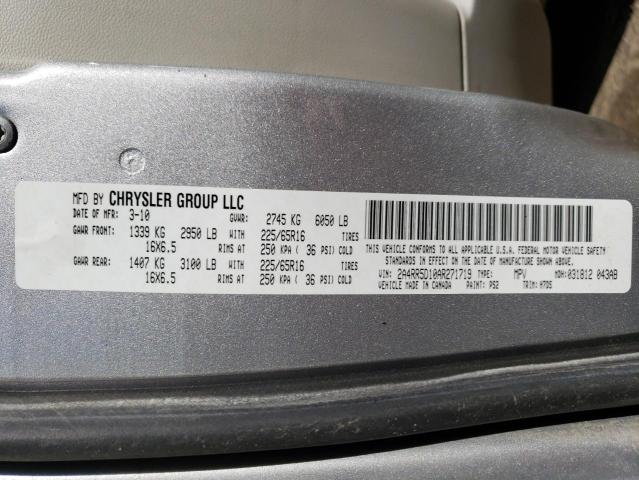 MFD BY CHRYSLER GROUP LLC
DATE OF MFR: 3-10 GVWR: 2745 KG 6050 LB
GAWR FRONT: 1339 KG 2950 LB WITH 225/65R16 TIRES
16X6.5 RIMS AT 250 KPA ( 36 PSI) COLD
GAWR REAR: 1407 KG 3100 LB WITH 225/65R16 TIRES
16X6.5 RIMS AT 250 KPA ( 36 PSI) COLD
THIS VEHICLE CONFORMS TO ALL APPLICABLE U.S.A. FEDERAL MOTOR VEHICLE SAFETY
STANDARDS IN EFFECT ON THE DATE OF MANUFACTURE SHOWN ABOVE.
VIN: 2A4RR5D10AR271719 TYPE: MPV MDH: 031812 043AB
VEHICLE MADE IN CANADA PAINT: PS2 TRIM: H7DS